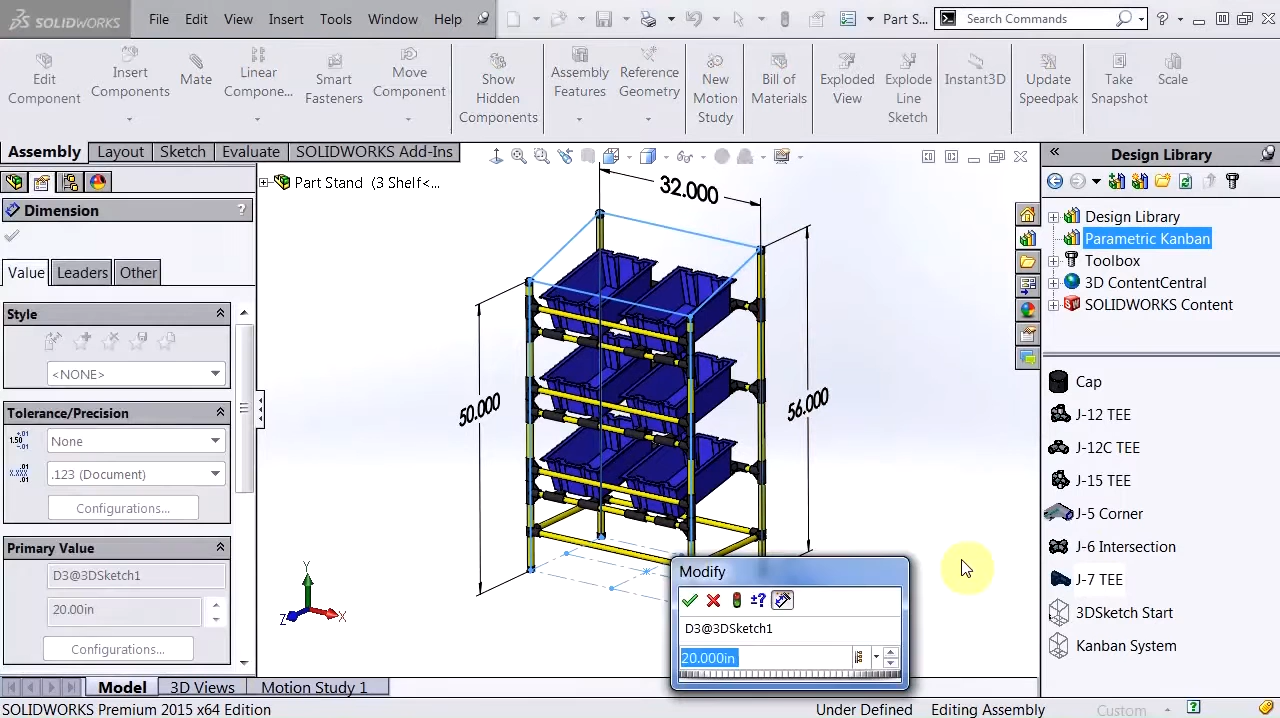 SOLIDWORKS File Edit View Insert Tools Window Help Part S... Search Commands
Edit Component
Insert Components
Mate
Linear Compone...
Smart Fasteners
Move Component
Show Hidden Components
Assembly Features
Reference Geometry
New Motion Study
Bill of Materials
Exploded View
Explode Line Sketch
Instant3D
Update Speedpak
Take Snapshot
Scale
Assembly Layout Sketch Evaluate SOLIDWORKS Add-Ins
Part Stand (3 Shelf<...
Dimension ?
Value Leaders Other
Style
<NONE>
Tolerance/Precision
None
.123 (Document)
Configurations...
Primary Value
D3@3DSketch1
20.00in
Configurations...
32.000
50.000
56.000
Y
Z X
Modify
D3@3DSketch1
20.000in
Design Library
Design Library
Parametric Kanban
Toolbox
3D ContentCentral
SOLIDWORKS Content
Cap
J-12 TEE
J-12C TEE
J-15 TEE
J-5 Corner
J-6 Intersection
J-7 TEE
3DSketch Start
Kanban System
Model 3D Views Motion Study 1
SOLIDWORKS Premium 2015 x64 Edition Under Defined Editing Assembly Custom